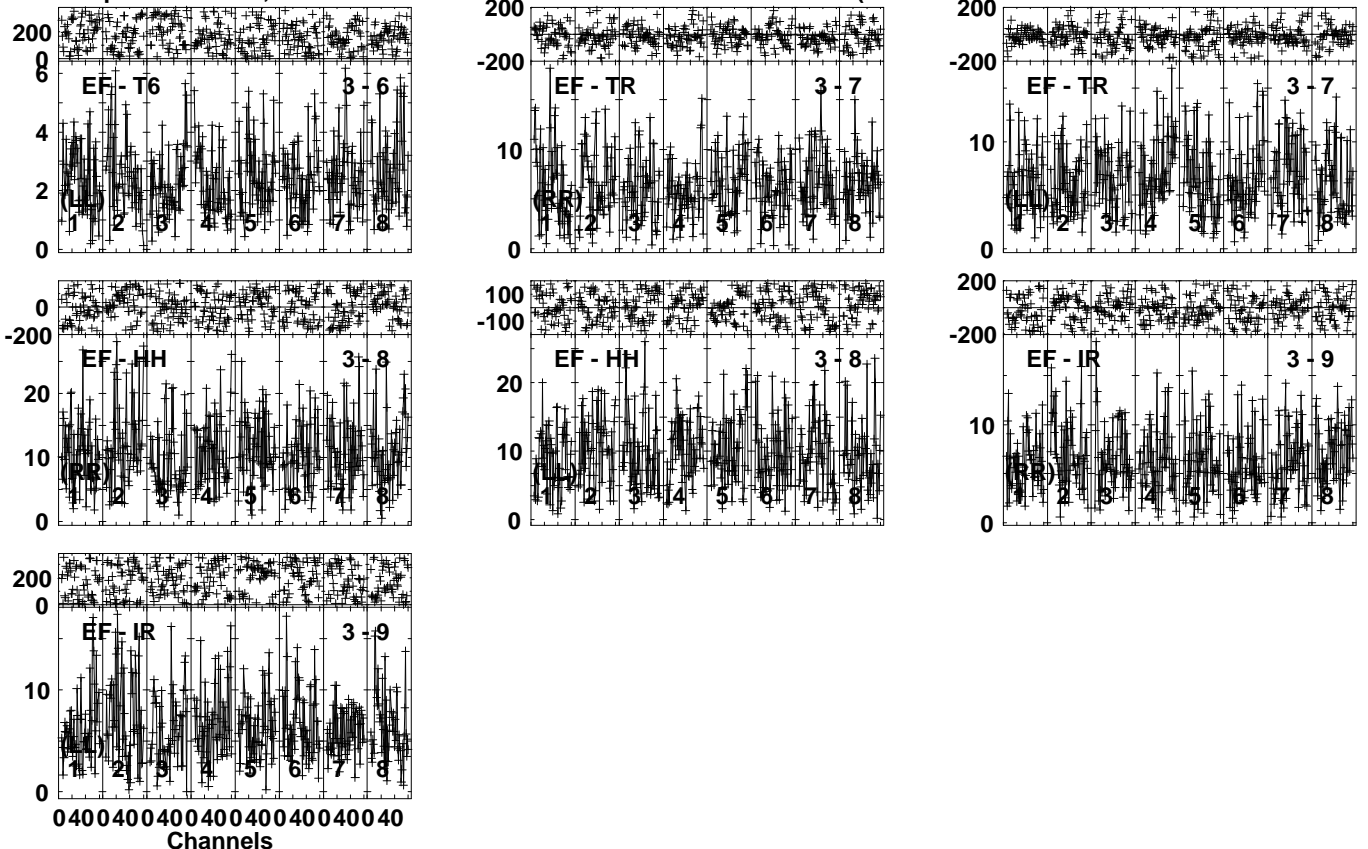 200
0
6
EF - T6 3 - 6
4
2
(LL)
1 2 3 4 5 6 7 8
0
200
-200
EF - TR 3 - 7
10
(RR)
1 2 3 4 5 6 7 8
0
200
-200
EF - TR 3 - 7
10
(LL)
1 2 3 4 5 6 7 8
0
0
-200
EF - HH 3 - 8
20
10
(RR)
1 2 3 4 5 6 7 8
0
100
-100
EF - HH 3 - 8
20
10
(LL)
1 2 3 4 5 6 7 8
0
200
-200
EF - IR 3 - 9
10
(RR)
1 2 3 4 5 6 7 8
0
200
0
EF - IR 3 - 9
10
(LL)
1 2 3 4 5 6 7 8
0
0 40 0 40 0 40 0 40 0 40 0 40 0 40 0 40
Channels